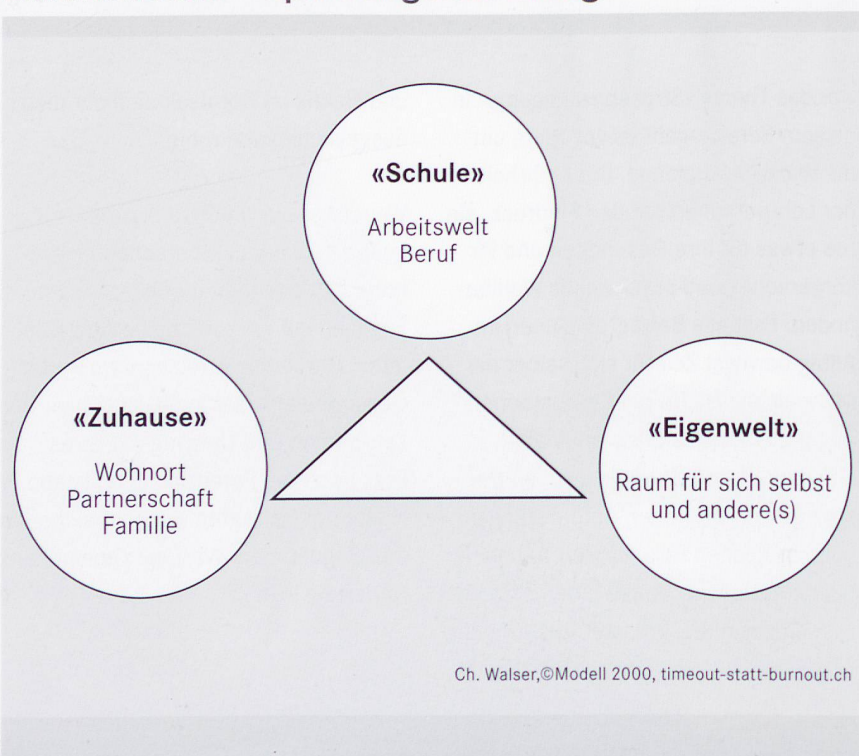 «Schule»
Arbeitswelt
Beruf
«Zuhause»
Wohnort
Partnerschaft
Familie
«Eigenwelt»
Raum für sich selbst
und andere(s)
Ch. Walser,©Modell 2000, timeout-statt-burnout.ch